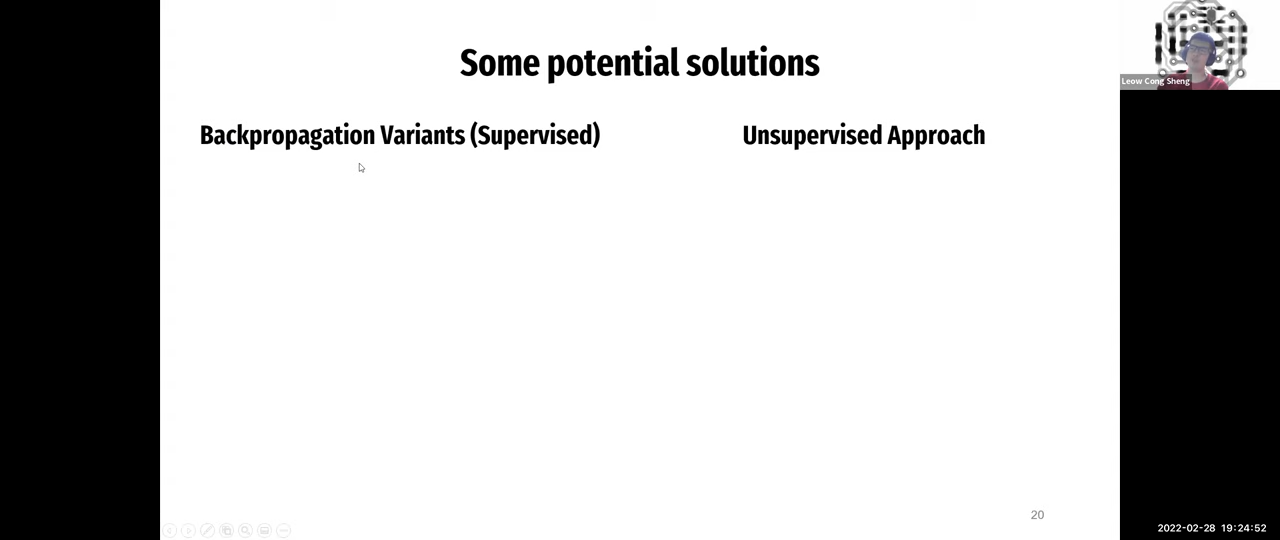 Some potential solutions
Leow Cong Sheng
Backpropagation Variants (Supervised)
Unsupervised Approach
20
2022-02-28 19:24:52